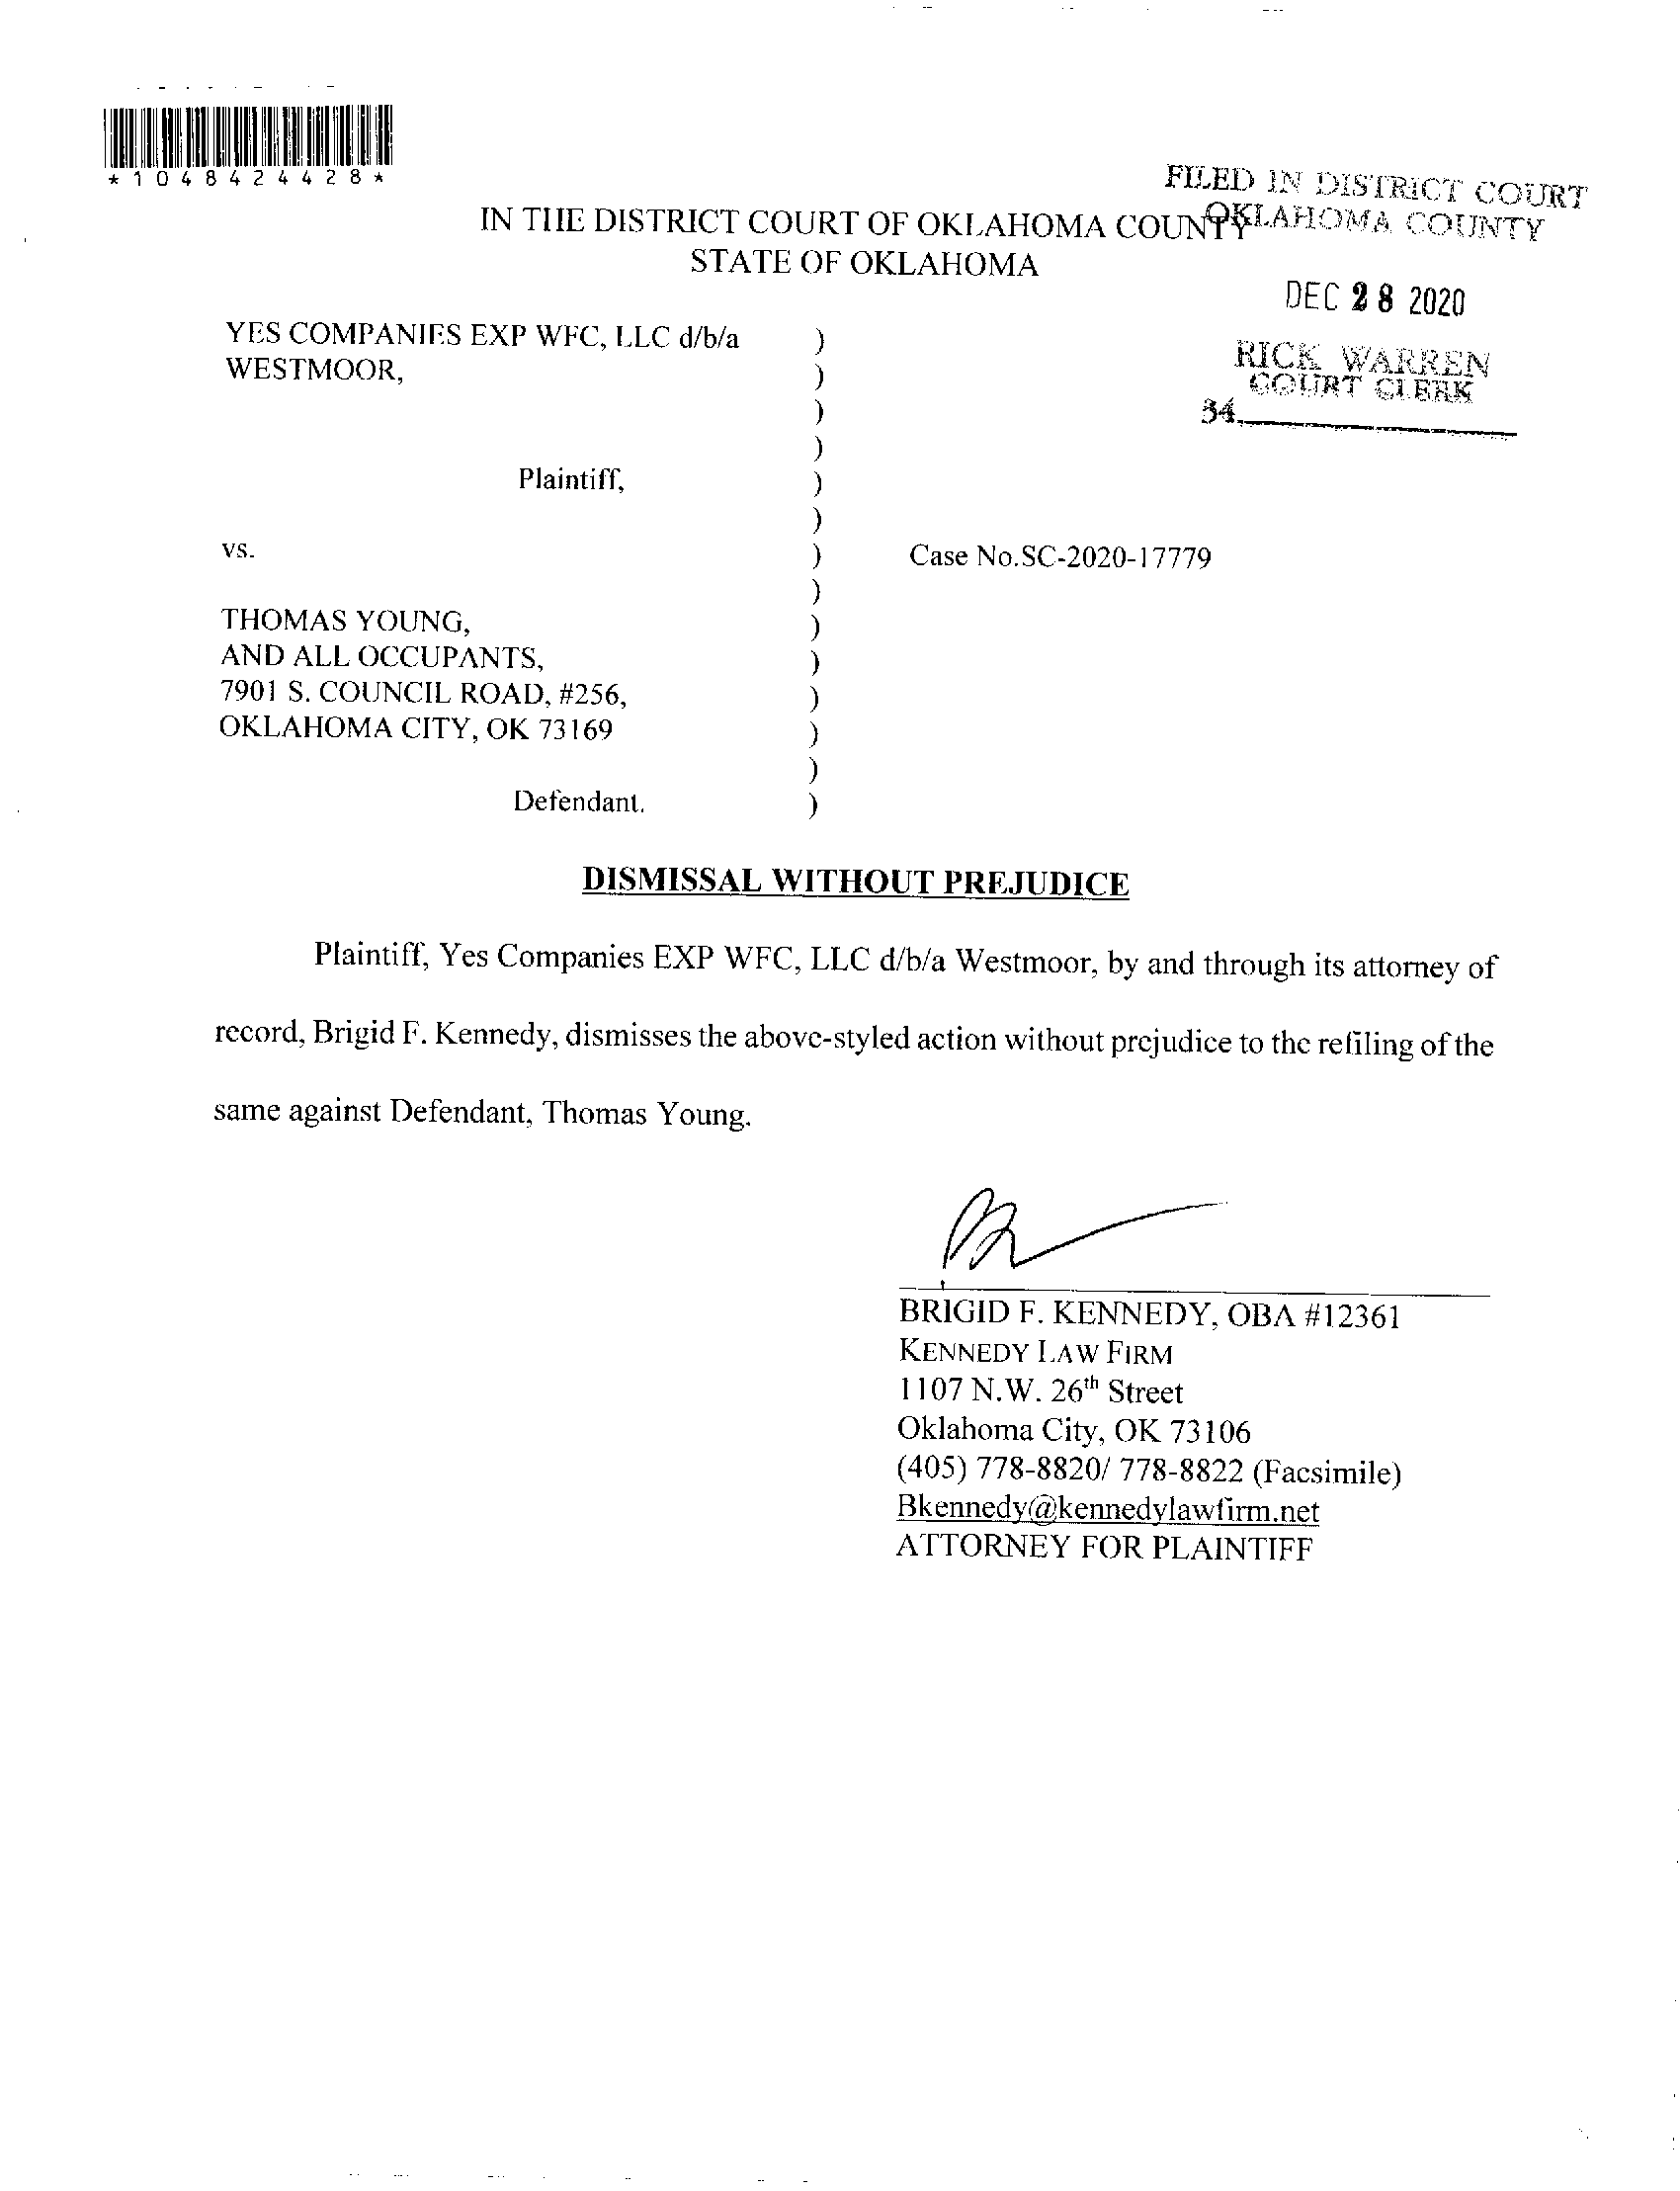 *1048424428*
FILED IN DISTRICT COURT
OKLAHOMA COUNTY
IN THE DISTRICT COURT OF OKLAHOMA COUNTY
STATE OF OKLAHOMA
DEC 28 2020
RICK WARREN
COURT CLERK
34
YES COMPANIES EXP WFC, LLC d/b/a )
WESTMOOR, )
)
)
Plaintiff, )
)
vs. ) Case No.SC-2020-17779
)
THOMAS YOUNG, )
AND ALL OCCUPANTS, )
7901 S. COUNCIL ROAD, #256, )
OKLAHOMA CITY, OK 73169 )
)
Defendant. )
DISMISSAL WITHOUT PREJUDICE
Plaintiff, Yes Companies EXP WFC, LLC d/b/a Westmoor, by and through its attorney of
record, Brigid F. Kennedy, dismisses the above-styled action without prejudice to the refiling of the
same against Defendant, Thomas Young.
BRIGID F. KENNEDY, OBA #12361
KENNEDY LAW FIRM
1107 N.W. 26th Street
Oklahoma City, OK 73106
(405) 778-8820/ 778-8822 (Facsimile)
Bkennedy@kennedylawfirm.net
ATTORNEY FOR PLAINTIFF